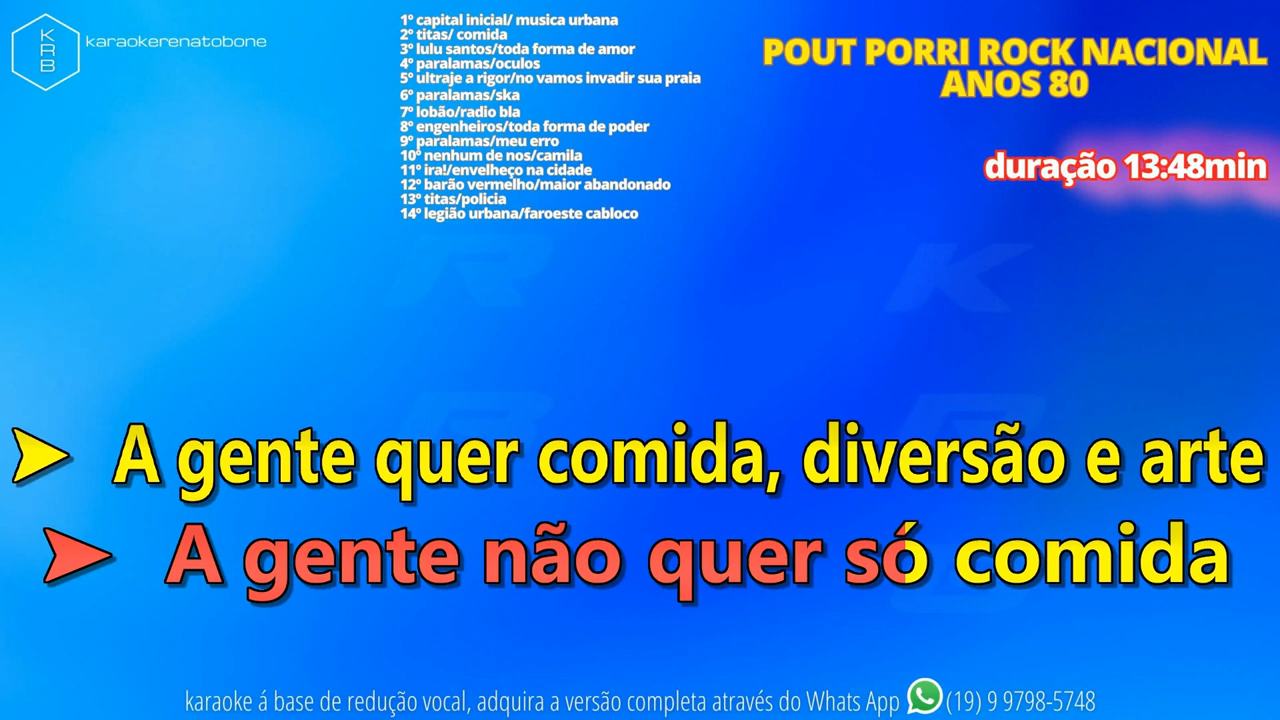 K
R
B
karaokerenatobone
1º capital inicial/ musica urbana
2º titas/ comida
3º lulu santos/toda forma de amor
4º paralamas/oculos
5º ultraje a rigor/no vamos invadir sua praia
6º paralamas/ska
7º lobão/radio bla
8º engenheiros/toda forma de poder
9º paralamas/meu erro
10º nenhum de nos/camila
11º ira!/envelheço na cidade
12º barão vermelho/maior abandonado
13º titas/policia
14º legião urbana/faroeste cabloco
POUT PORRI ROCK NACIONAL
ANOS 80
duração 13:48min
R K
B
A gente quer comida, diversão e arte
A gente não quer só comida
karaoke á base de redução vocal, adquira a versão completa através do Whats App (19) 9 9798-5748